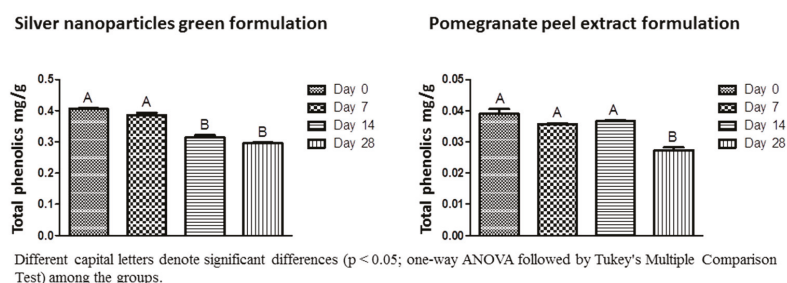 Silver nanoparticles green formulation
Total phenolics mg/g
0.5
0.4
0.3
0.2
0.1
0.0
A
A
B
B
Day 0
Day 7
Day 14
Day 28
Pomegranate peel extract formulation
Total phenolics mg/g
0.05
0.04
0.03
0.02
0.01
0.00
A
A
A
B
Day 0
Day 7
Day 14
Day 28
Different capital letters denote significant differences (p < 0.05; one-way ANOVA followed by Tukey's Multiple Comparison
Test) among the groups.